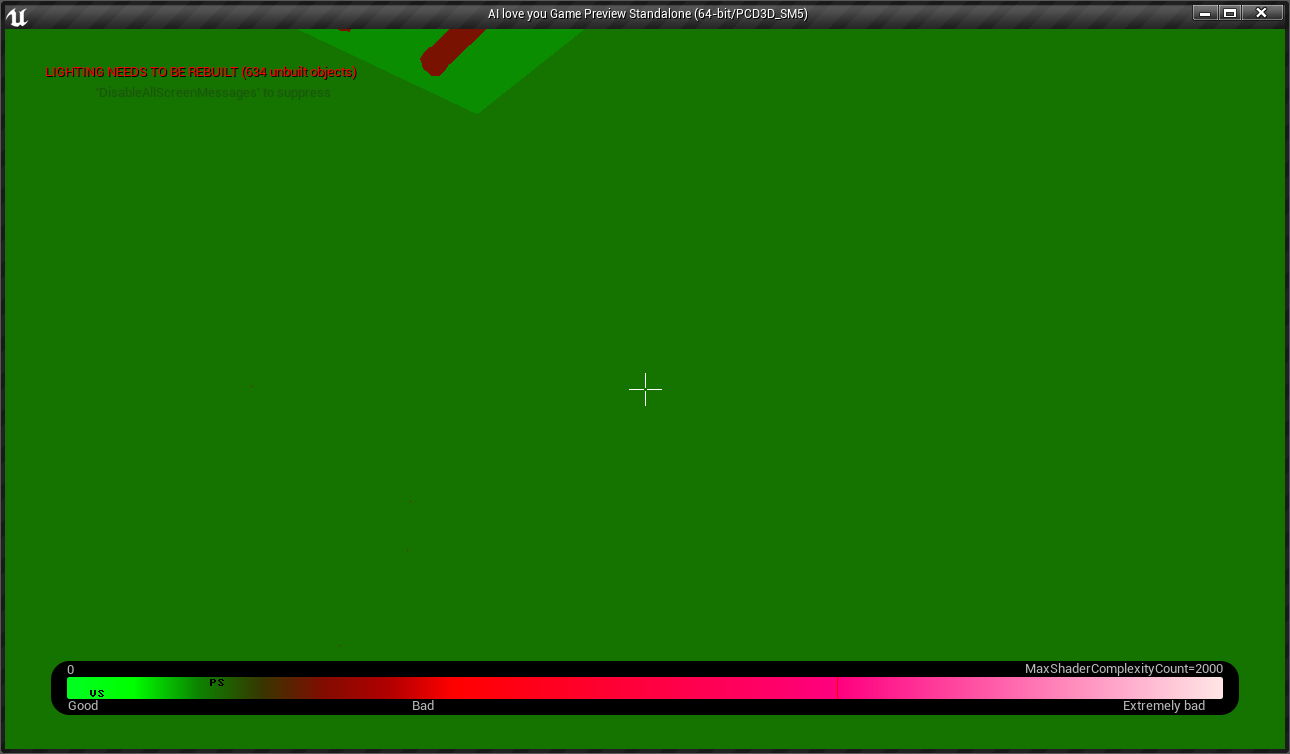 AI love you Game Preview Standalone (64-bit/PCD3D_SM5)
LIGHTING NEEDS TO BE REBUILT (634 unbuilt objects)
'DisableAllScreenMessages' to suppress
0 MaxShaderComplexityCount=2000
PS
VS
Good Bad Extremely bad